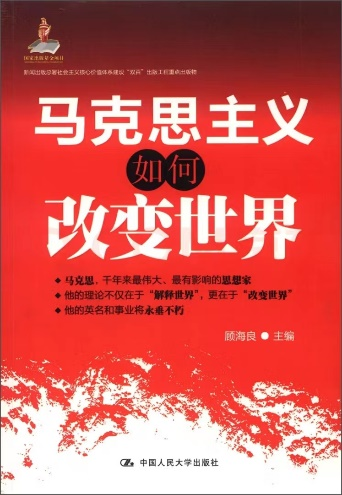 国家出版基金项目
新闻出版总署社会主义核心价值体系建设“双百”出版工程重点出版物
马克思主义
如何
改变世界
◆ 马克思，千年来最伟大、最有影响的思想家
◆ 他的理论不仅在于“解释世界”，更在于“改变世界”
◆ 他的英名和事业将永垂不朽
顾海良 ◆ 主编
中国人民大学出版社